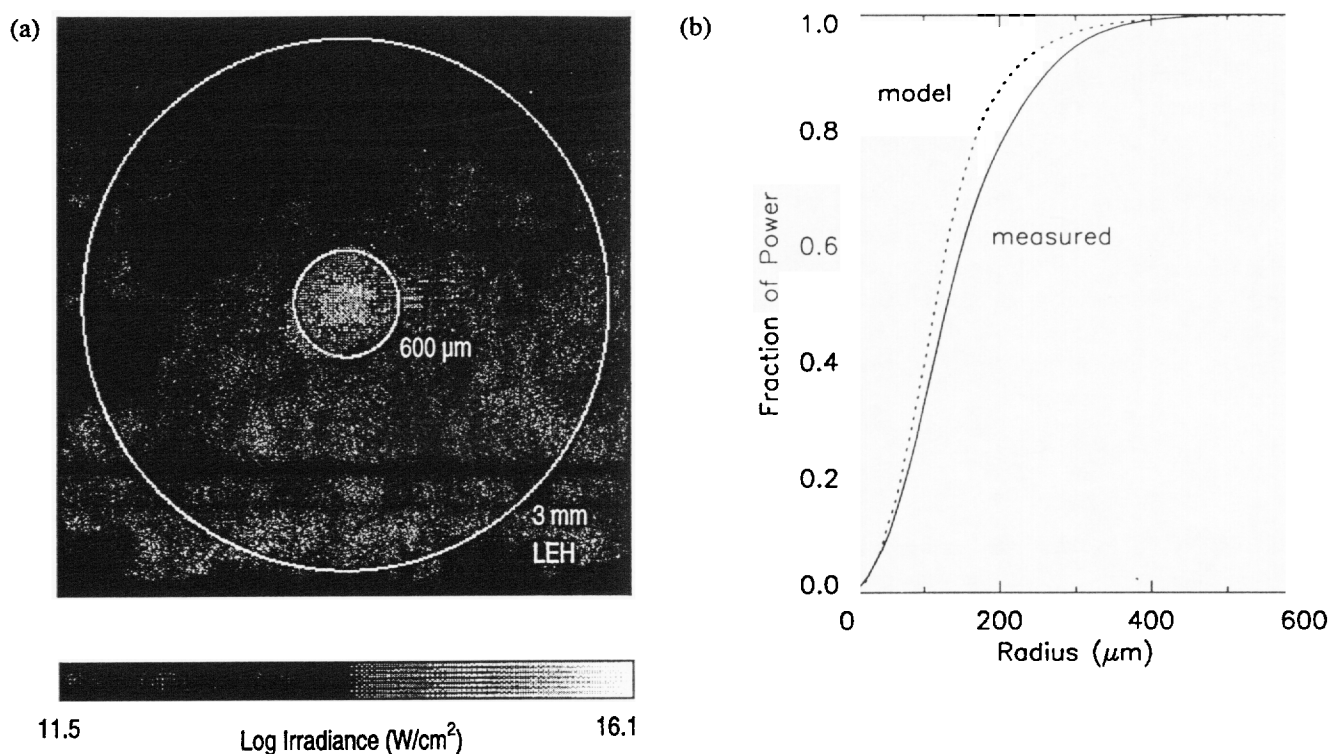 (a)
600 µm
3 mm
LEH
11.5
16.1
Log Irradiance (W/cm²)
(b)
1.0
0.8
0.6
0.4
0.2
0.0
Fraction of Power
model
measured
0
200
400
600
Radius (µm)